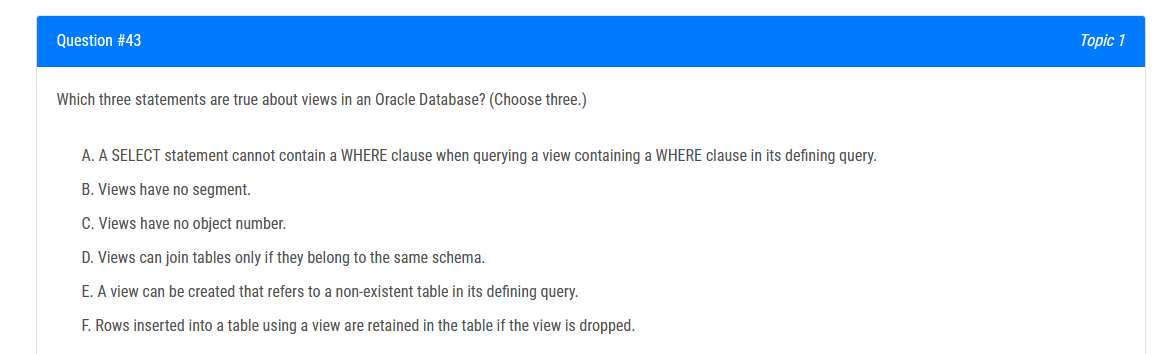 Question #43
Topic 1
Which three statements are true about views in an Oracle Database? (Choose three.)
A. A SELECT statement cannot contain a WHERE clause when querying a view containing a WHERE clause in its defining query.
B. Views have no segment.
C. Views have no object number.
D. Views can join tables only if they belong to the same schema.
E. A view can be created that refers to a non-existent table in its defining query.
F. Rows inserted into a table using a view are retained in the table if the view is dropped.